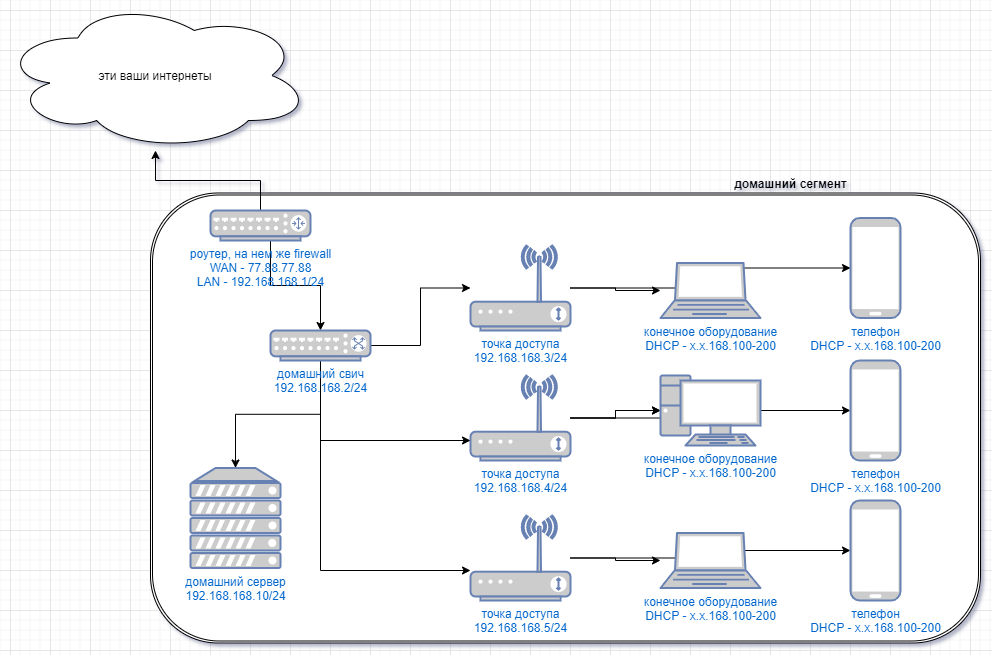 эти ваши интернеты
домашний сегмент
роутер, на нем же firewall
WAN - 77.88.77.88
LAN - 192.168.168.1/24
домашний свич
192.168.168.2/24
домашний сервер
192.168.168.10/24
точка доступа
192.168.168.3/24
конечное оборудование
DHCP - x.x.168.100-200
телефон
DHCP - x.x.168.100-200
точка доступа
192.168.168.4/24
конечное оборудование
DHCP - x.x.168.100-200
телефон
DHCP - x.x.168.100-200
точка доступа
192.168.168.5/24
конечное оборудование
DHCP - x.x.168.100-200
телефон
DHCP - x.x.168.100-200